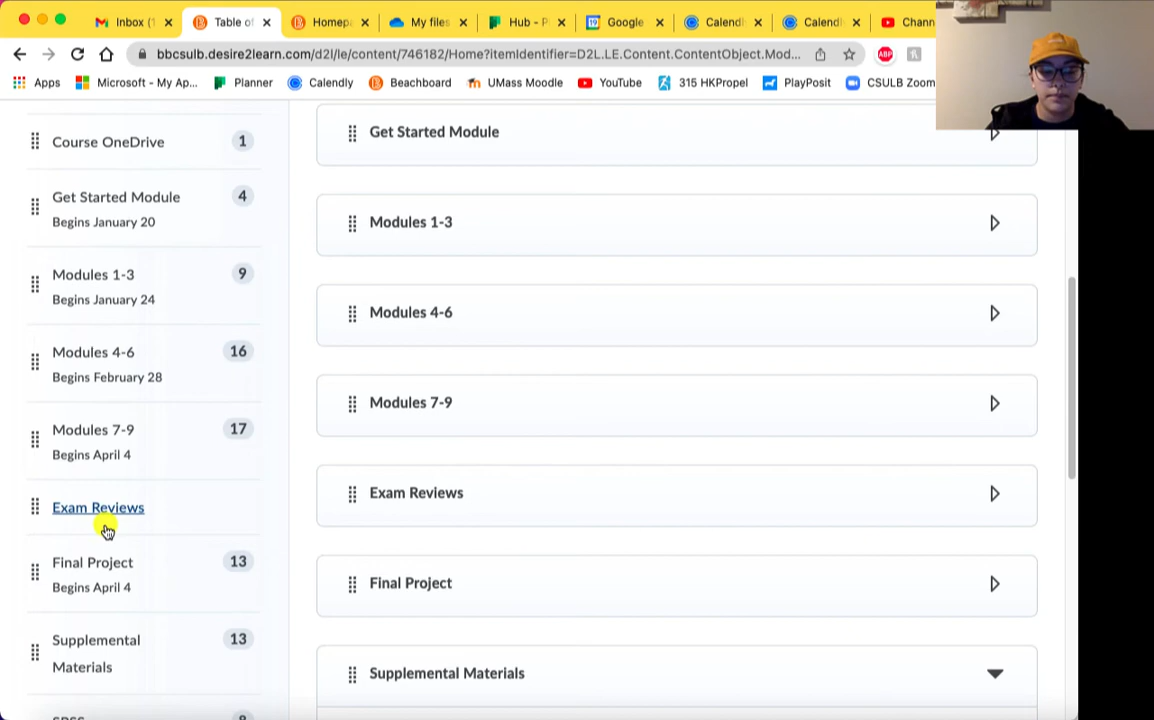 Inbox (1
Table of
Homepa
My files
Hub - P
Google
Calendl
Calendl
Chann
bbcsulb.desire2learn.com/d2l/le/content/746182/Home?itemIdentifier=D2L.LE.Content.ContentObject.Mod...
ABP
Apps
Microsoft - My Ap...
Planner
Calendly
Beachboard
UMass Moodle
YouTube
315 HKPropel
PlayPosit
CSULB Zoom
Course OneDrive
1
Get Started Module
4
Begins January 20
Modules 1-3
9
Begins January 24
Modules 4-6
16
Begins February 28
Modules 7-9
17
Begins April 4
Exam Reviews
Final Project
13
Begins April 4
Supplemental
Materials
13
SPSS
Get Started Module
Modules 1-3
Modules 4-6
Modules 7-9
Exam Reviews
Final Project
Supplemental Materials